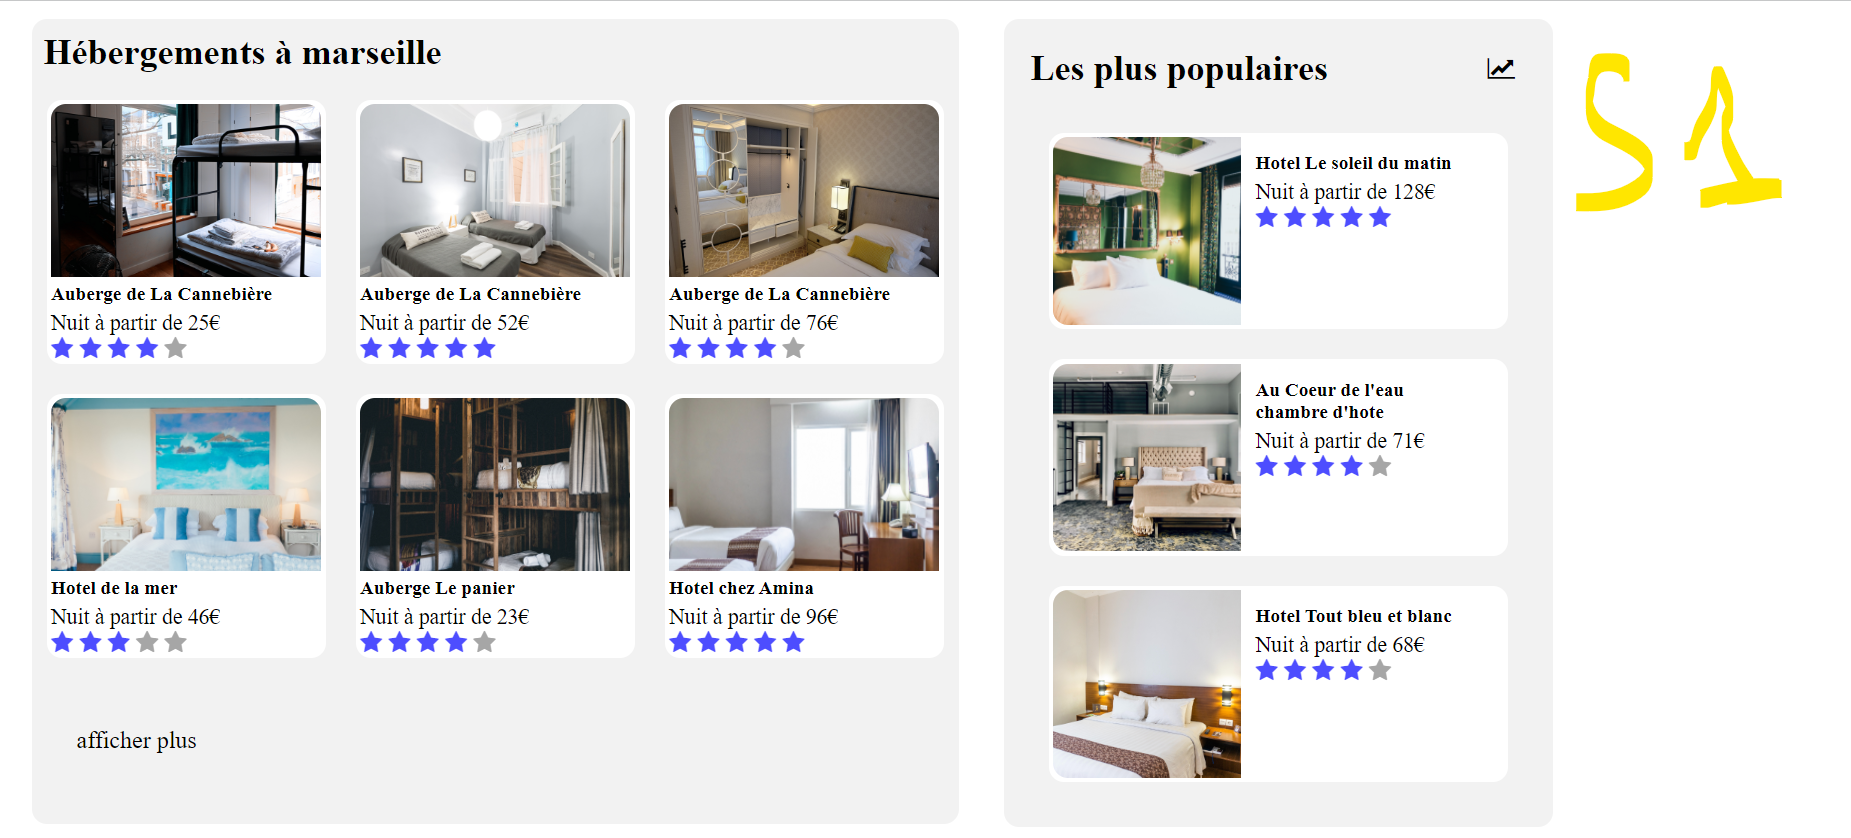 Hébergements à marseille
Auberge de La Cannebière
Nuit à partir de 25€
Auberge de La Cannebière
Nuit à partir de 52€
Auberge de La Cannebière
Nuit à partir de 76€
Hotel de la mer
Nuit à partir de 46€
Auberge Le panier
Nuit à partir de 23€
Hotel chez Amina
Nuit à partir de 96€
afficher plus
Les plus populaires
Hotel Le soleil du matin
Nuit à partir de 128€
Au Coeur de l'eau
chambre d'hote
Nuit à partir de 71€
Hotel Tout bleu et blanc
Nuit à partir de 68€
S1